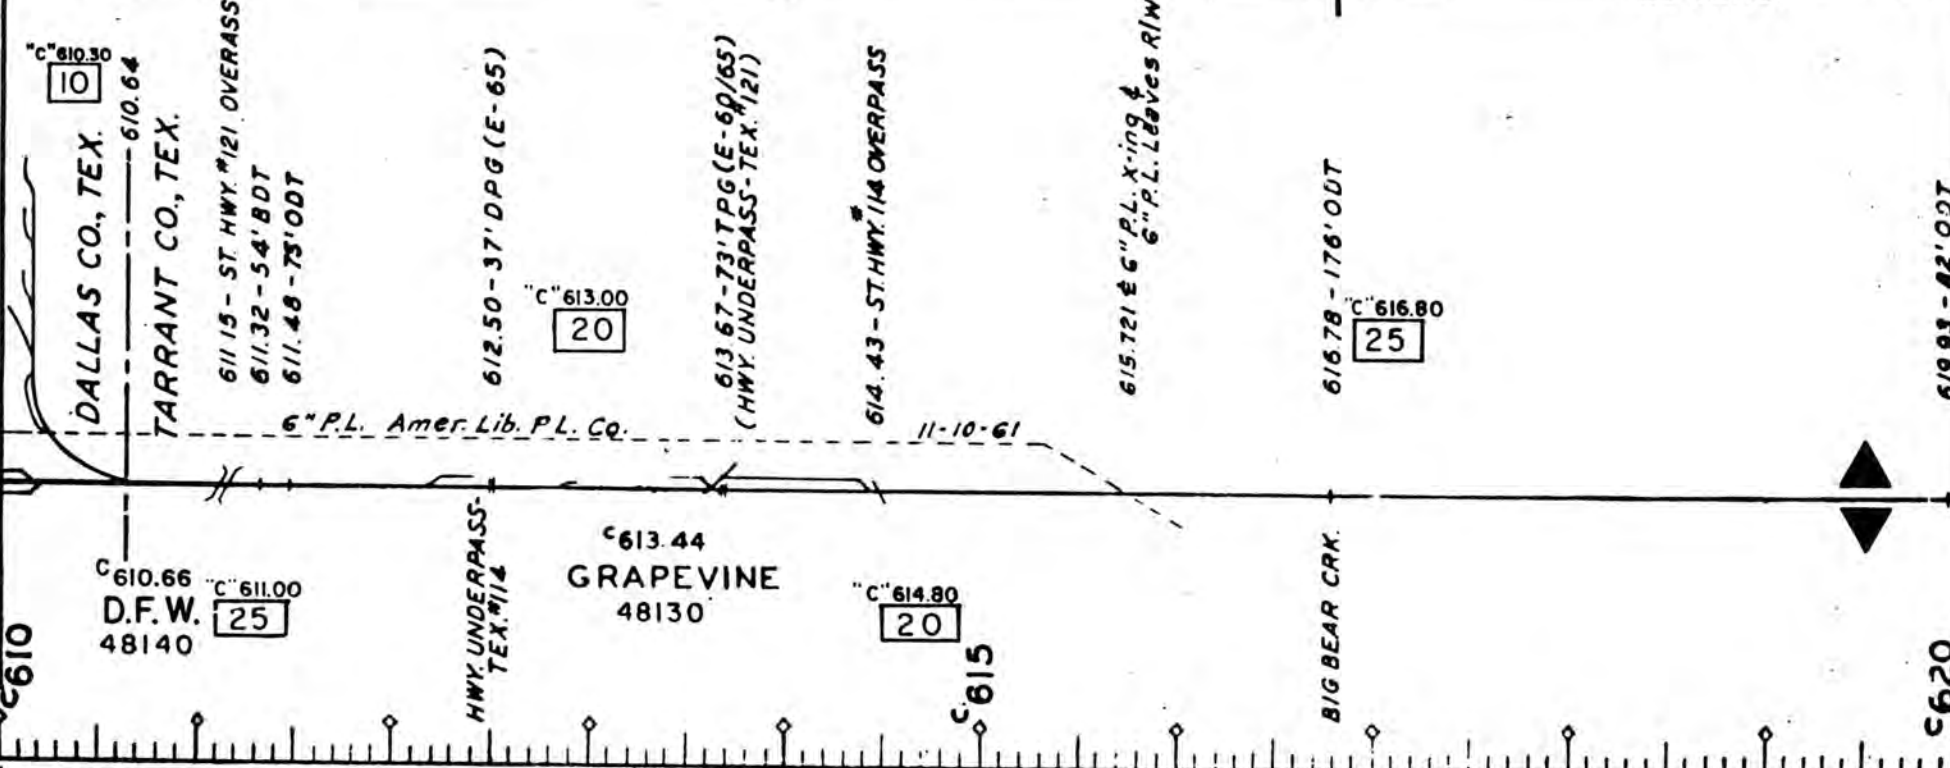 "C"610.30
10
DALLAS CO., TEX.
610.64
TARRANT CO., TEX.
611.15 - ST. HWY. #121 OVERASS
611.32 - 54' BDT
611.48 - 75' ODT
612.50 - 37' DPG (E-65)
"C"613.00
20
613.67 - 73' TPG (E-60/65)
(HWY. UNDERPASS - TEX. #121)
614.43 - ST. HWY. #114 OVERPASS
615.721 ¢ 6" P.L. X-ing &
6" P.L. Leaves R/W
616.78 - 176' ODT
"C"616.80
25
6" P.L. Amer. Lib. P.L. Co.
11-10-61
C610.66
D.F.W.
48140
"C"611.00
25
HWY. UNDERPASS-
TEX. #114
C613.44
GRAPEVINE
48130
"C"614.80
20
BIG BEAR CRK.
C610
C615
C620